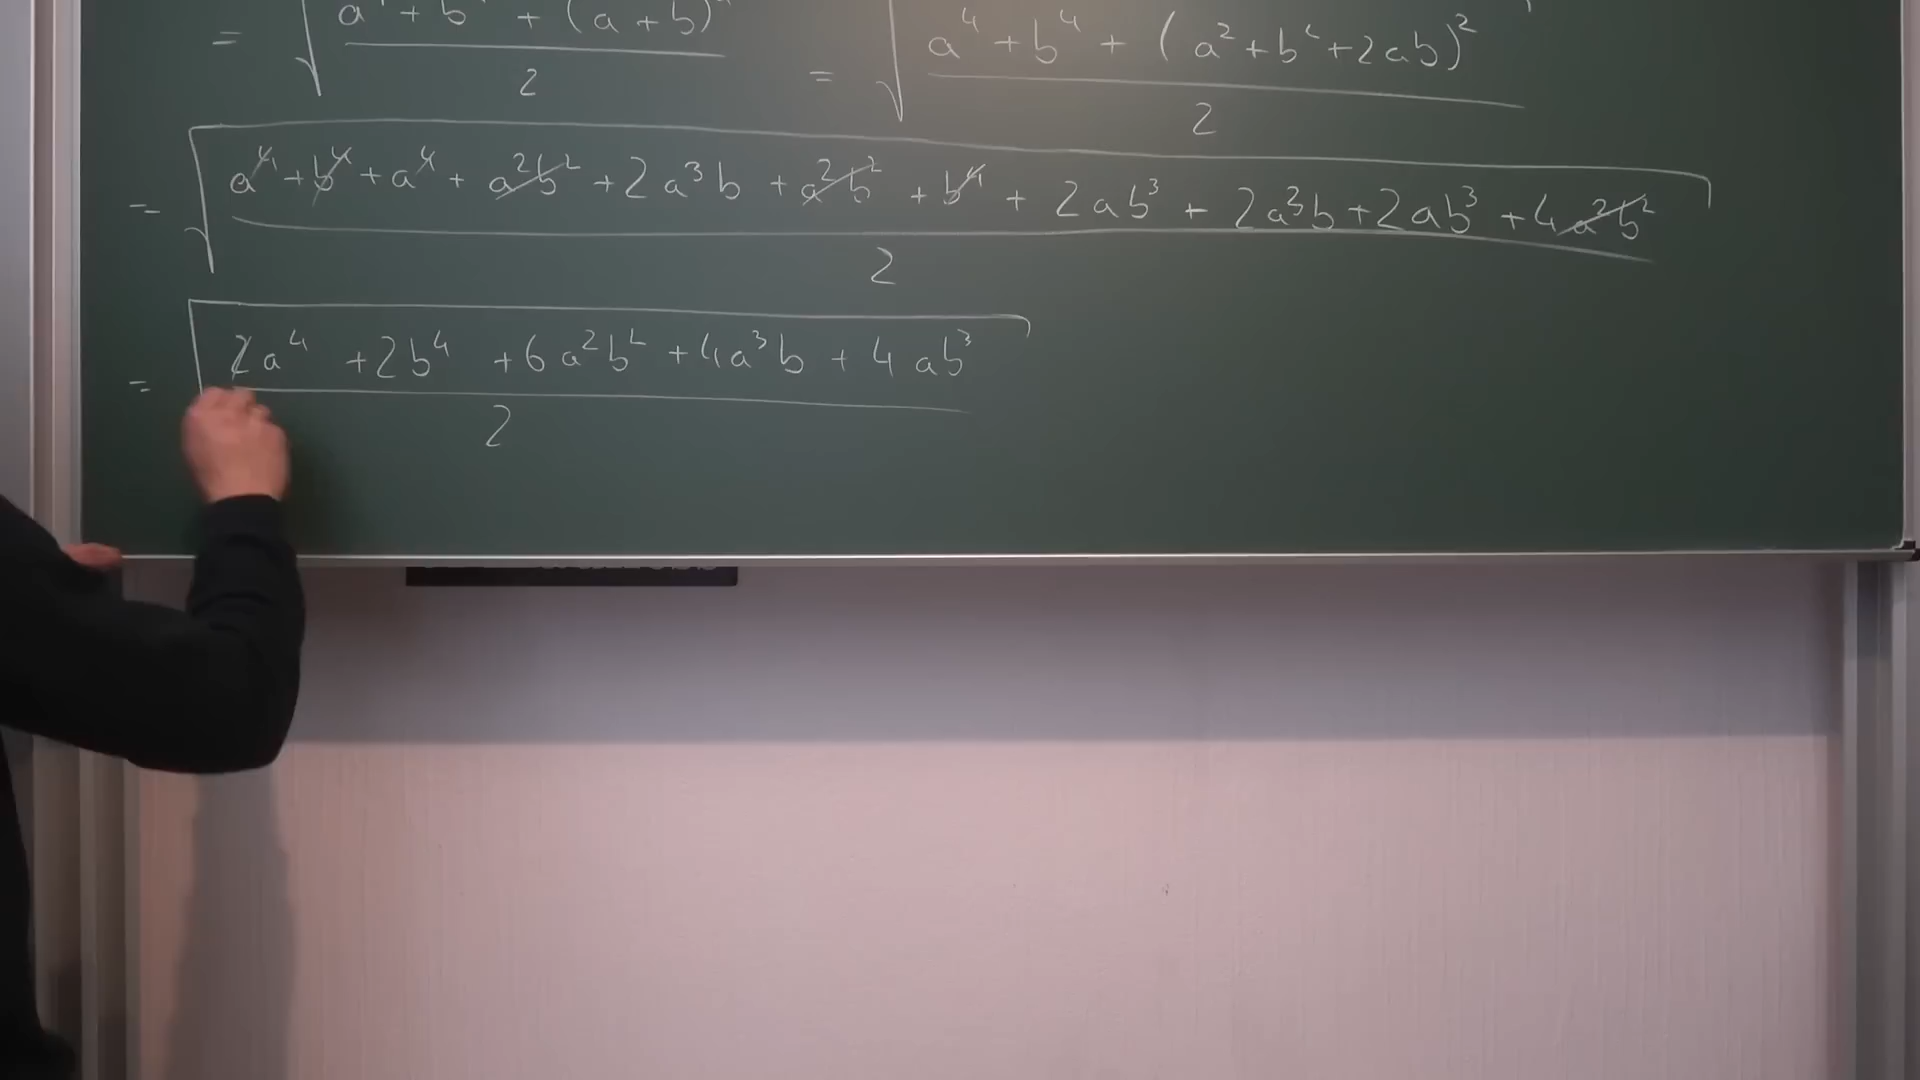 = √ a⁴ + b⁴ + (a + b)⁴ / 2 = √ a⁴ + b⁴ + (a² + b² + 2ab)² / 2
= √ a⁴ + b⁴ + a⁴ + a²b² + 2a³b + a²b² + b⁴ + 2ab³ + 2a³b + 2ab³ + 4a²b² / 2
= √ 2a⁴ + 2b⁴ + 6a²b² + 4a³b + 4ab³ / 2